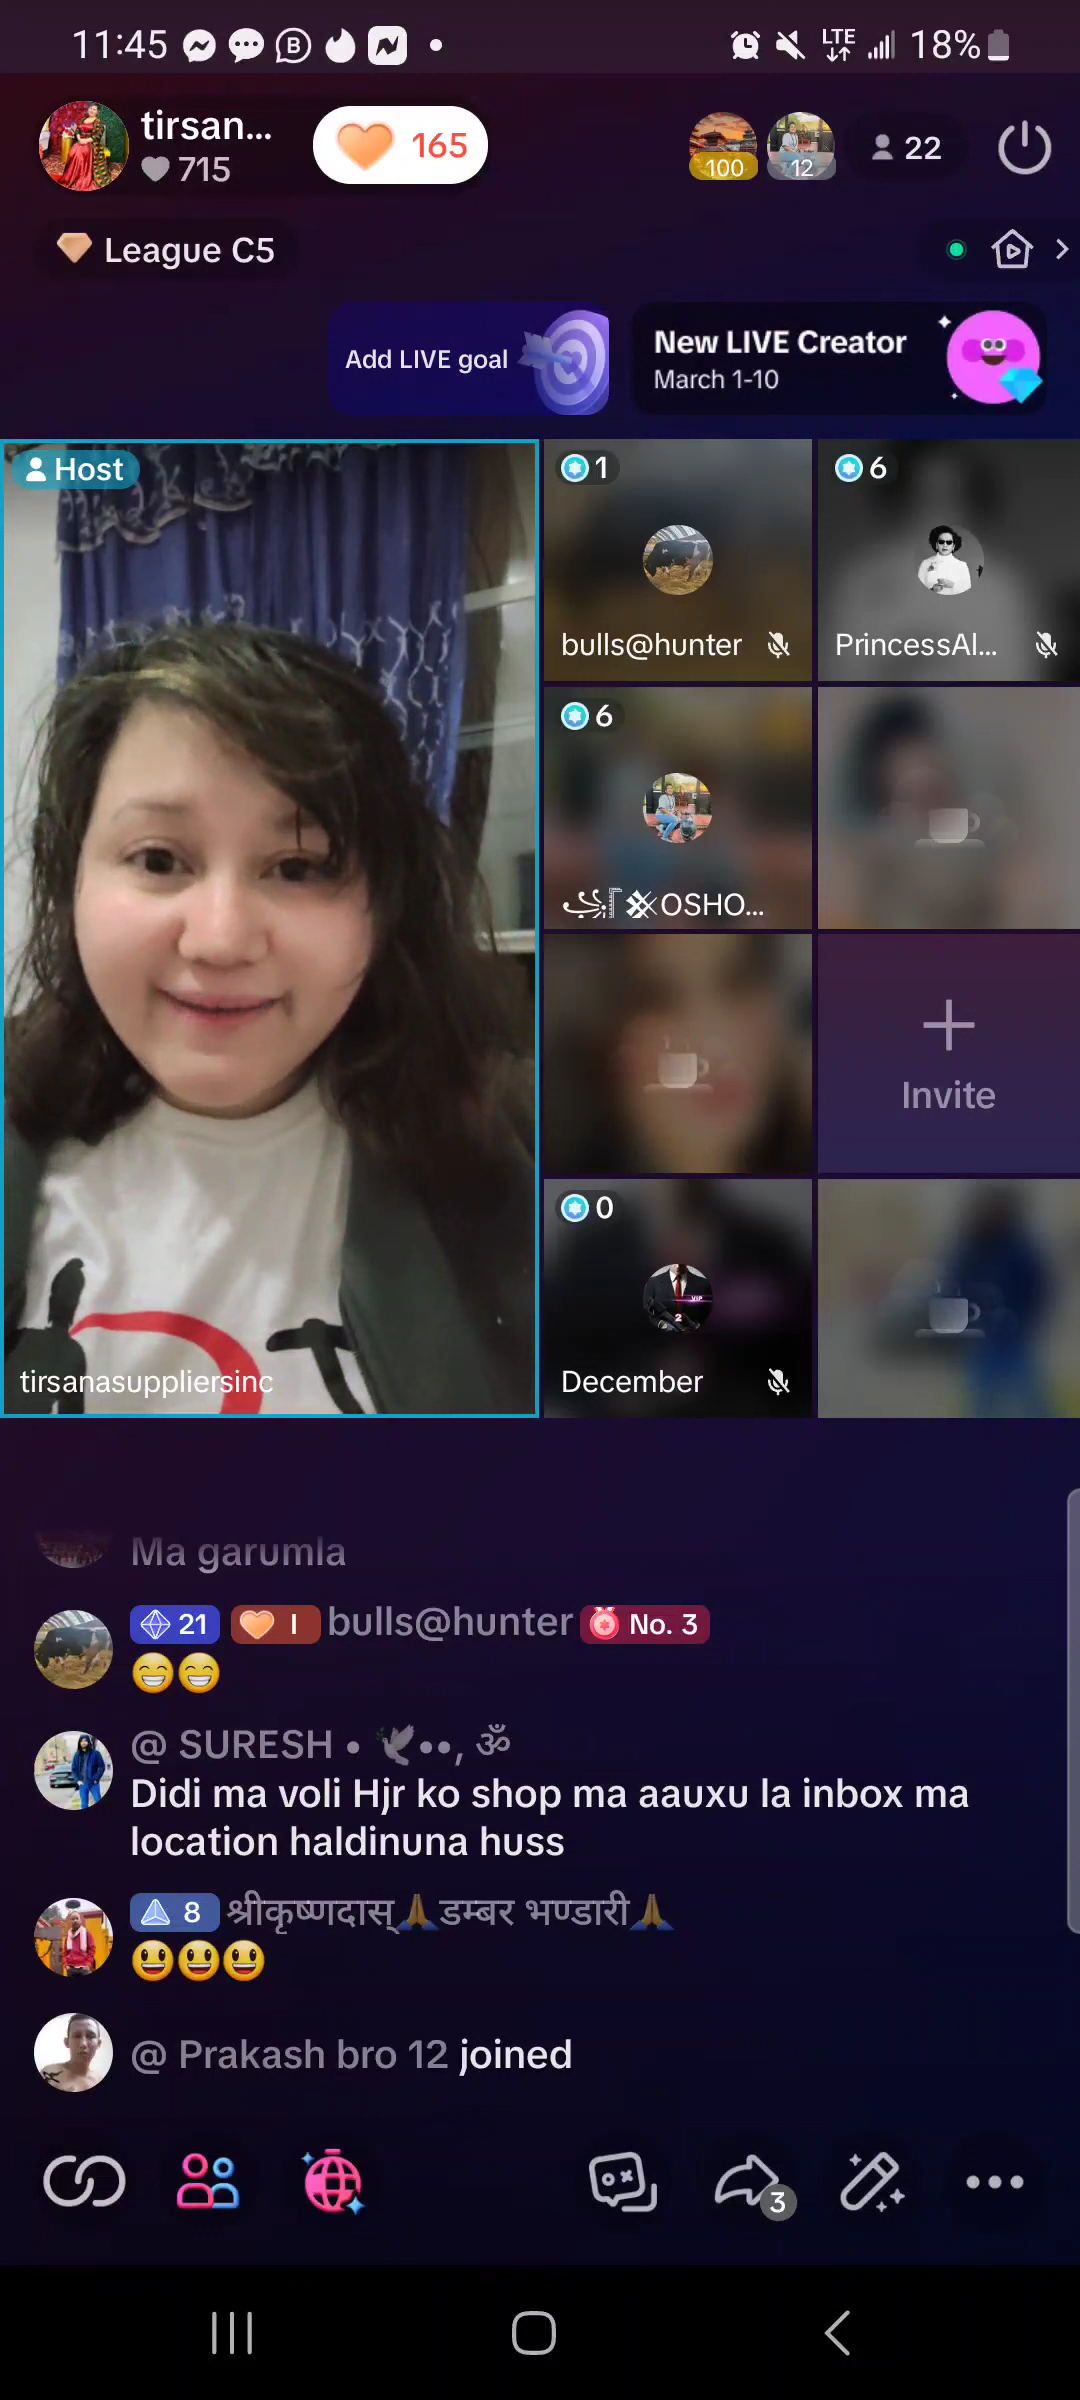 11:45
LTE
18%
tirsan...
715
165
100
12
22
League C5
Add LIVE goal
New LIVE Creator
March 1-10
Host
1
bulls@hunter
6
PrincessAl...
6
OSHO...
Invite
0
VIP
2
December
tirsanasuppliersinc
Ma garumla
21 I bulls@hunter No. 3
😁😁
@ SURESH • 🕊••, ॐ
Didi ma voli Hjr ko shop ma aauxu la inbox ma
location haldinuna huss
8 श्रीकृष्णदास्🙏डम्बर भण्डारी🙏
😃😃😃
@ Prakash bro 12 joined
3